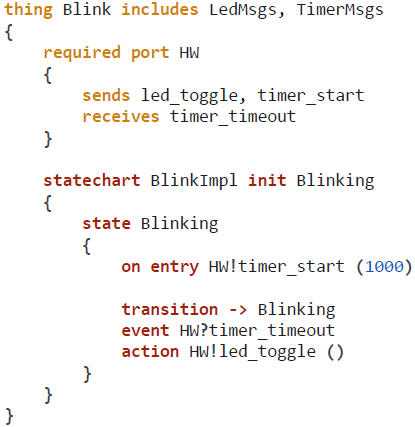 thing Blink includes LedMsgs, TimerMsgs
{
required port HW
{
sends led_toggle, timer_start
receives timer_timeout
}
statechart BlinkImpl init Blinking
{
state Blinking
{
on entry HW!timer_start (1000)
transition -> Blinking
event HW?timer_timeout
action HW!led_toggle ()
}
}
}